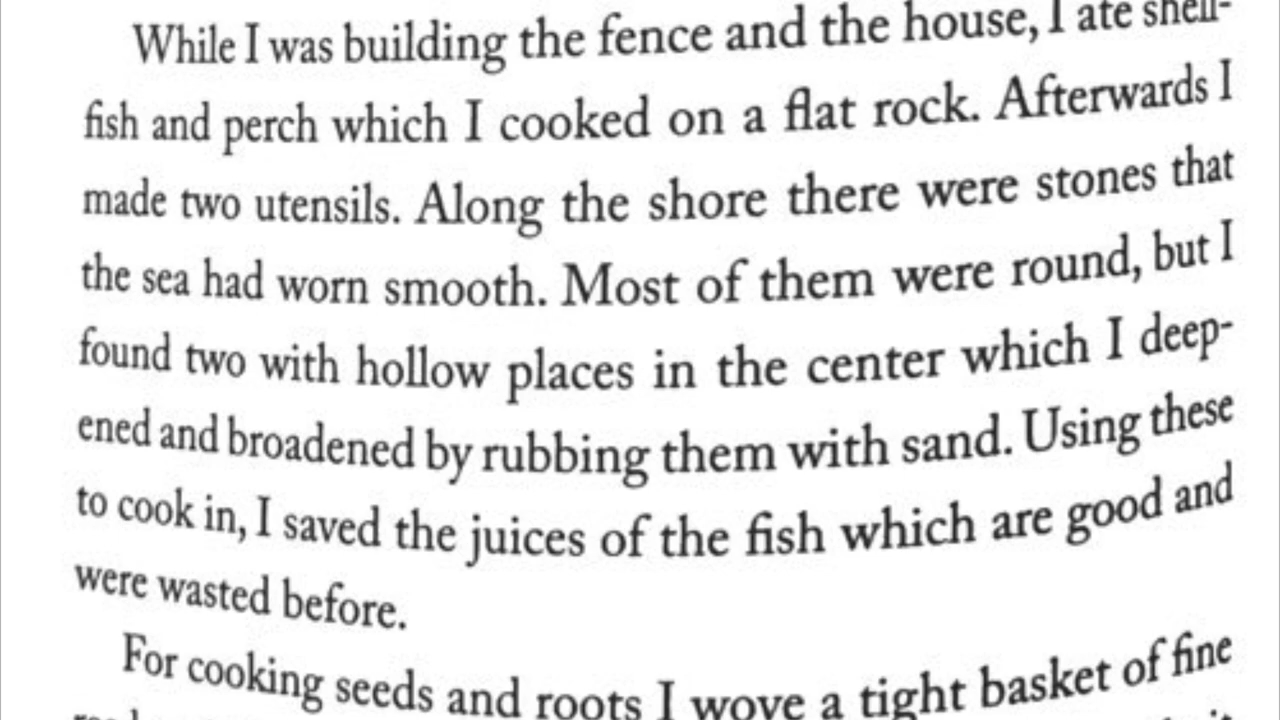 While I was building the fence and the house, I ate shell-
fish and perch which I cooked on a flat rock. Afterwards I
made two utensils. Along the shore there were stones that
the sea had worn smooth. Most of them were round, but I
found two with hollow places in the center which I deep-
ened and broadened by rubbing them with sand. Using these
to cook in, I saved the juices of the fish which are good and
were wasted before.
For cooking seeds and roots I wove a tight basket of fine